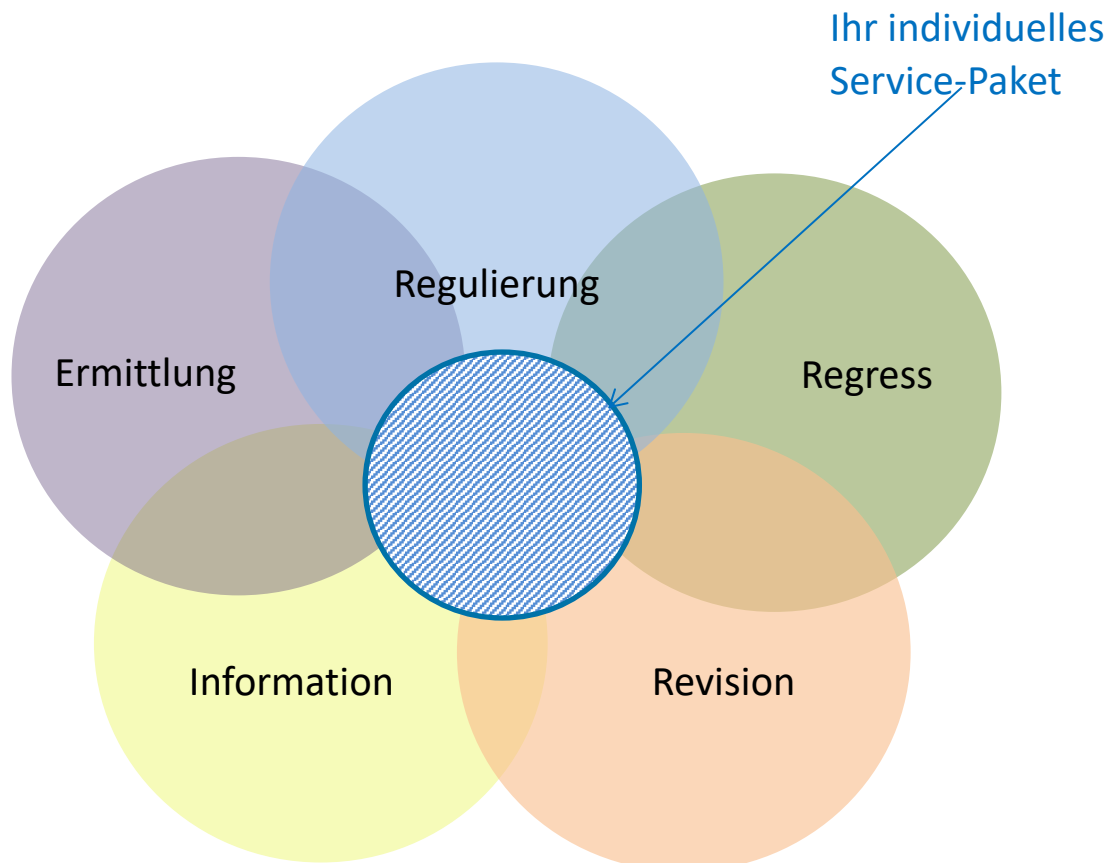 Ihr individuelles
Service-Paket
Regulierung
Ermittlung
Regress
Information
Revision